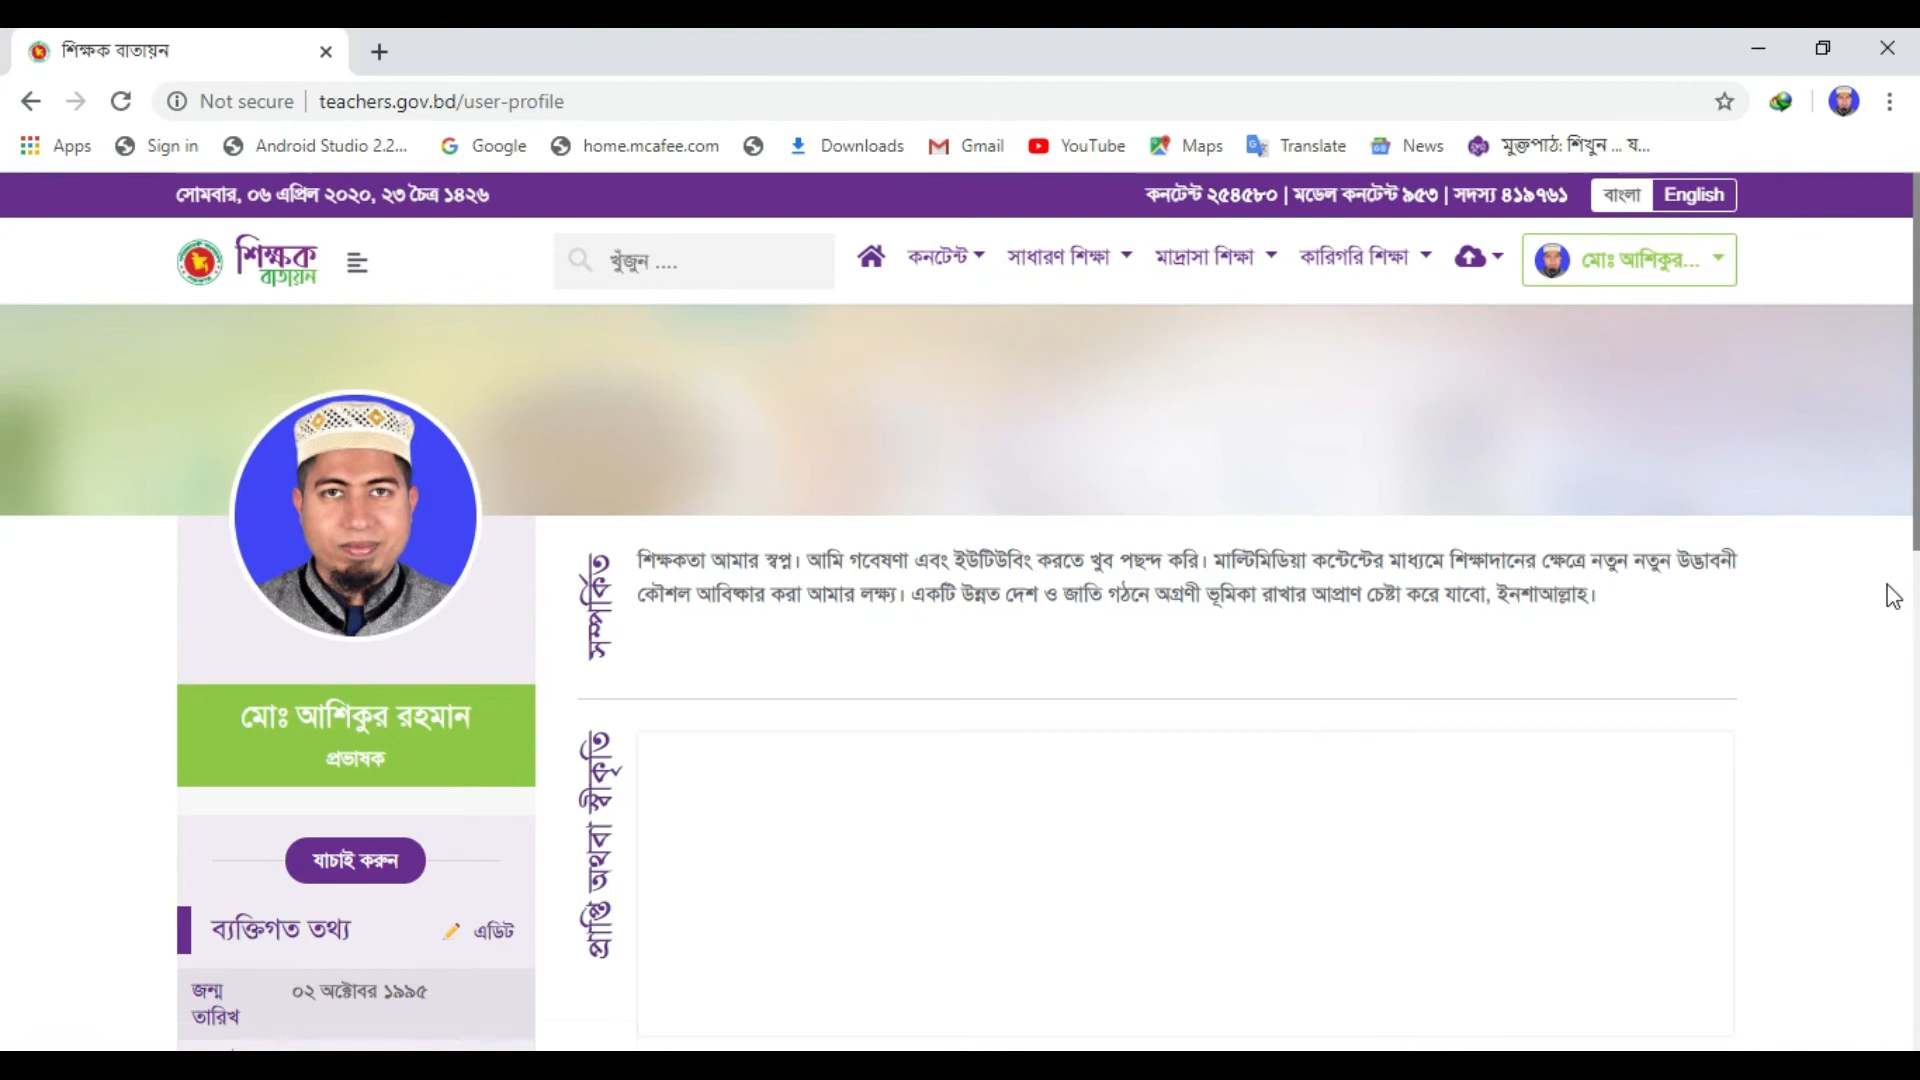 শিক্ষক বাতায়ন
Not secure
teachers.gov.bd/user-profile
Apps
Sign in
Android Studio 2.2...
Google
home.mcafee.com
Downloads
Gmail
YouTube
Maps
Translate
News
মুক্তপাঠ: শিখুন ... য...
সোমবার, ০৬ এপ্রিল ২০২০, ২৩ চৈত্র ১৪২৬
কনটেন্ট ২৫৪৫৮০ | মডেল কনটেন্ট ৯৫৩ | সদস্য ৪১৯৭৬১
বাংলা
English
শিক্ষক
বাতায়ন
খুঁজুন ....
কনটেন্ট
সাধারণ শিক্ষা
মাদ্রাসা শিক্ষা
কারিগরি শিক্ষা
মোঃ আশিকুর...
সম্পর্কিত
শিক্ষকতা আমার স্বপ্ন। আমি গবেষণা এবং ইউটিউবিং করতে খুব পছন্দ করি। মাল্টিমিডিয়া কন্টেন্টের মাধ্যমে শিক্ষাদানের ক্ষেত্রে নতুন নতুন উদ্ভাবনী
কৌশল আবিষ্কার করা আমার লক্ষ্য। একটি উন্নত দেশ ও জাতি গঠনে অগ্রণী ভূমিকা রাখার আপ্রাণ চেষ্টা করে যাবো, ইনশাআল্লাহ।
মোঃ আশিকুর রহমান
প্রভাষক
প্রাপ্তি অথবা স্বীকৃতি
যাচাই করুন
ব্যক্তিগত তথ্য
এডিট
জন্ম
তারিখ
০২ অক্টোবর ১৯৯৫